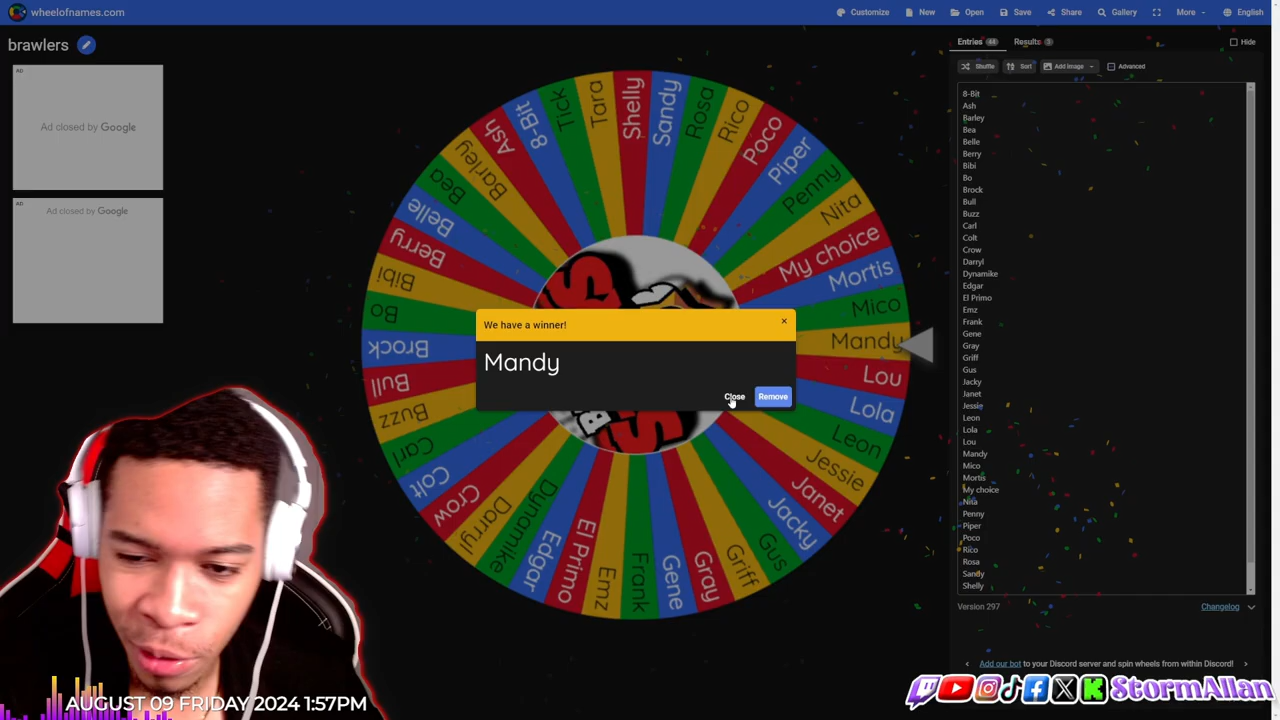 wheelofnames.com
Customize
New
Open
Save
Share
Gallery
More
English
brawlers
Entries 44
Results 3
Hide
Shuffle
Sort
Add image
Advanced
AD
Ad closed by Google
AD
Ad closed by Google
8-Bit
Ash
Barley
Bea
Belle
Berry
Bibi
Bo
Brock
Bull
Buzz
Carl
Colt
Crow
Darryl
Dynamike
Edgar
El Primo
Emz
Frank
Gene
Gray
Griff
Gus
Jacky
Janet
Jessie
Leon
Lola
Lou
Mandy
Mico
Mortis
My choice
Nita
Penny
Piper
Poco
Rico
Rosa
Sandy
Shelly
Tick
Tara
Shelly
Sandy
Rosa
Rico
Poco
Piper
Penny
Nita
My choice
Mortis
Mico
Mandy
Lou
Lola
Leon
Jessie
Janet
Jacky
Gus
Griff
Gray
Gene
Frank
Emz
El Primo
Edgar
Dynamike
Darryl
Crow
Colt
Carl
Buzz
Bull
Brock
Bo
Bibi
Berry
Belle
Bea
Barley
Ash
8-Bit
We have a winner!
Mandy
Close
Remove
Version 297
Changelog
Add our bot to your Discord server and spin wheels from within Discord!
AUGUST 09 FRIDAY 2024 1:57PM
StormAllan